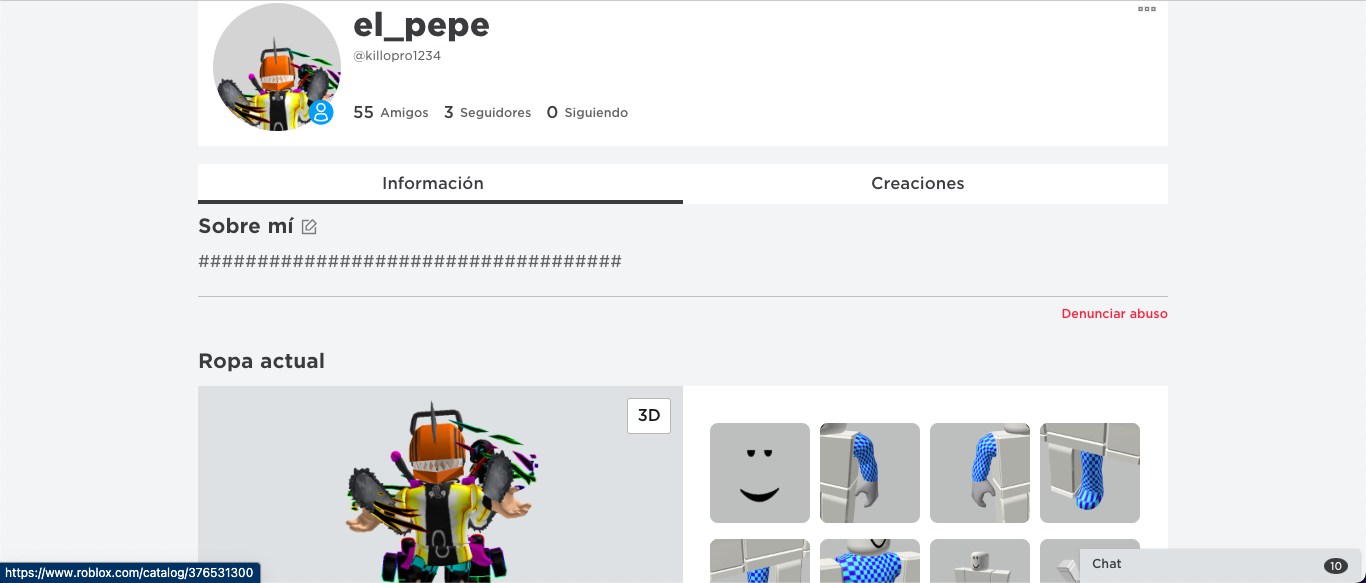 el_pepe
@killopro1234
55 Amigos 3 Seguidores 0 Siguiendo
Información Creaciones
Sobre mí
####################################
Denunciar abuso
Ropa actual
3D
Chat 10
https://www.roblox.com/catalog/376531300